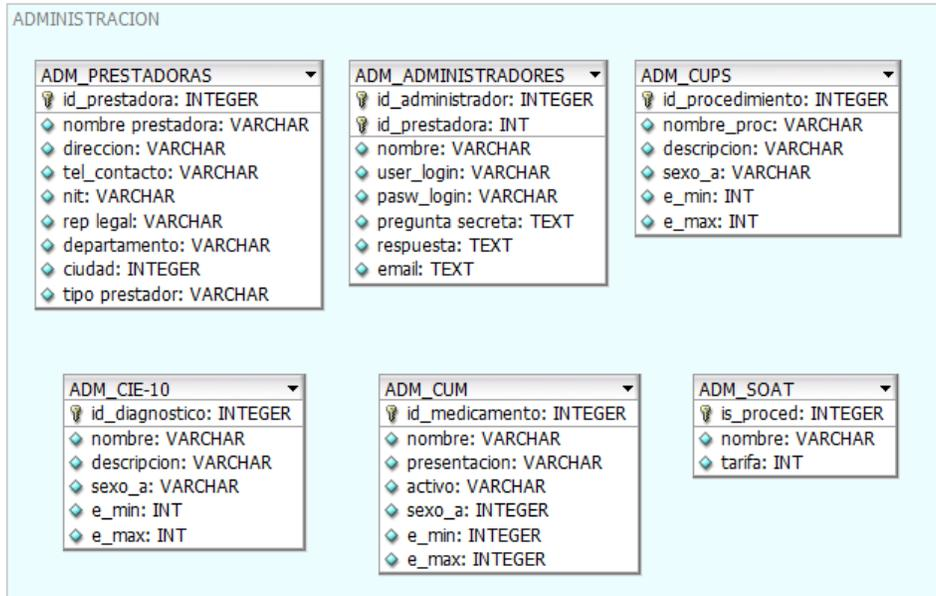 ADMINISTRACION
ADM_PRESTADORAS
id_prestadora: INTEGER
nombre prestadora: VARCHAR
direccion: VARCHAR
tel_contacto: VARCHAR
nit: VARCHAR
rep legal: VARCHAR
departamento: VARCHAR
ciudad: INTEGER
tipo prestador: VARCHAR
ADM_ADMINISTRADORES
id_administrador: INTEGER
id_prestadora: INT
nombre: VARCHAR
user_login: VARCHAR
pasw_login: VARCHAR
pregunta secreta: TEXT
respuesta: TEXT
email: TEXT
ADM_CUPS
id_procedimiento: INTEGER
nombre_proc: VARCHAR
descripcion: VARCHAR
sexo_a: VARCHAR
e_min: INT
e_max: INT
ADM_CIE-10
id_diagnostico: INTEGER
nombre: VARCHAR
descripcion: VARCHAR
sexo_a: VARCHAR
e_min: INT
e_max: INT
ADM_CUM
id_medicamento: INTEGER
nombre: VARCHAR
presentacion: VARCHAR
activo: VARCHAR
sexo_a: INTEGER
e_min: INTEGER
e_max: INTEGER
ADM_SOAT
is_proced: INTEGER
nombre: VARCHAR
tarifa: INT